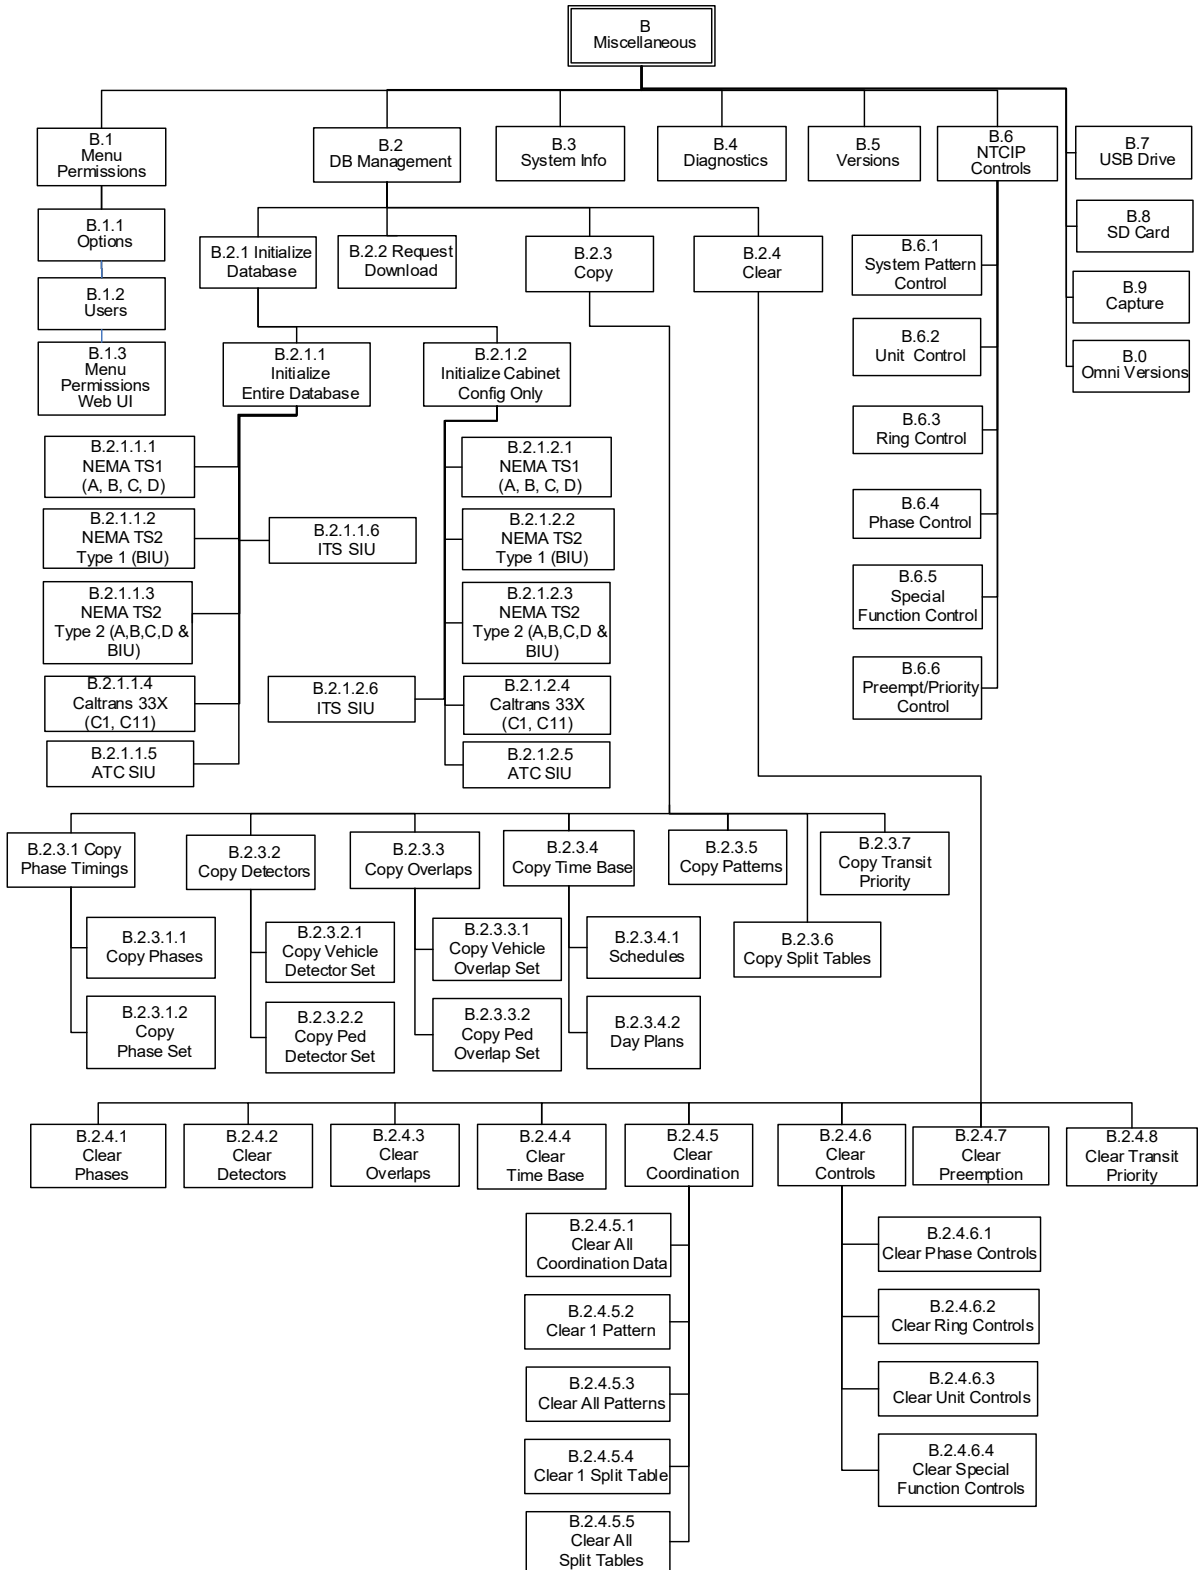 B
Miscellaneous
B.1
Menu
Permissions
B.2
DB Management
B.3
System Info
B.4
Diagnostics
B.5
Versions
B.6
NTCIP
Controls
B.7
USB Drive
B.8
SD Card
B.9
Capture
B.0
Omni Versions
B.1.1
Options
B.1.2
Users
B.1.3
Menu
Permissions
Web UI
B.2.1 Initialize
Database
B.2.2 Request
Download
B.2.3
Copy
B.2.4
Clear
B.6.1
System Pattern
Control
B.6.2
Unit Control
B.6.3
Ring Control
B.6.4
Phase Control
B.6.5
Special
Function Control
B.6.6
Preempt/Priority
Control
B.2.1.1
Initialize
Entire Database
B.2.1.2
Initialize Cabinet
Config Only
B.2.1.1.1
NEMA TS1
(A, B, C, D)
B.2.1.1.2
NEMA TS2
Type 1 (BIU)
B.2.1.1.3
NEMA TS2
Type 2 (A,B,C,D &
BIU)
B.2.1.1.4
Caltrans 33X
(C1, C11)
B.2.1.1.5
ATC SIU
B.2.1.1.6
ITS SIU
B.2.1.2.1
NEMA TS1
(A, B, C, D)
B.2.1.2.2
NEMA TS2
Type 1 (BIU)
B.2.1.2.3
NEMA TS2
Type 2 (A,B,C,D &
BIU)
B.2.1.2.4
Caltrans 33X
(C1, C11)
B.2.1.2.5
ATC SIU
B.2.1.2.6
ITS SIU
B.2.3.1 Copy
Phase Timings
B.2.3.2
Copy Detectors
B.2.3.3
Copy Overlaps
B.2.3.4
Copy Time Base
B.2.3.5
Copy Patterns
B.2.3.7
Copy Transit
Priority
B.2.3.1.1
Copy Phases
B.2.3.1.2
Copy
Phase Set
B.2.3.2.1
Copy Vehicle
Detector Set
B.2.3.2.2
Copy Ped
Detector Set
B.2.3.3.1
Copy Vehicle
Overlap Set
B.2.3.3.2
Copy Ped
Overlap Set
B.2.3.4.1
Schedules
B.2.3.4.2
Day Plans
B.2.3.6
Copy Split Tables
B.2.4.1
Clear
Phases
B.2.4.2
Clear
Detectors
B.2.4.3
Clear
Overlaps
B.2.4.4
Clear
Time Base
B.2.4.5
Clear
Coordination
B.2.4.6
Clear
Controls
B.2.4.7
Clear
Preemption
B.2.4.8
Clear Transit
Priority
B.2.4.5.1
Clear All
Coordination Data
B.2.4.5.2
Clear 1 Pattern
B.2.4.5.3
Clear All Patterns
B.2.4.5.4
Clear 1 Split Table
B.2.4.5.5
Clear All
Split Tables
B.2.4.6.1
Clear Phase Controls
B.2.4.6.2
Clear Ring Controls
B.2.4.6.3
Clear Unit Controls
B.2.4.6.4
Clear Special
Function Controls